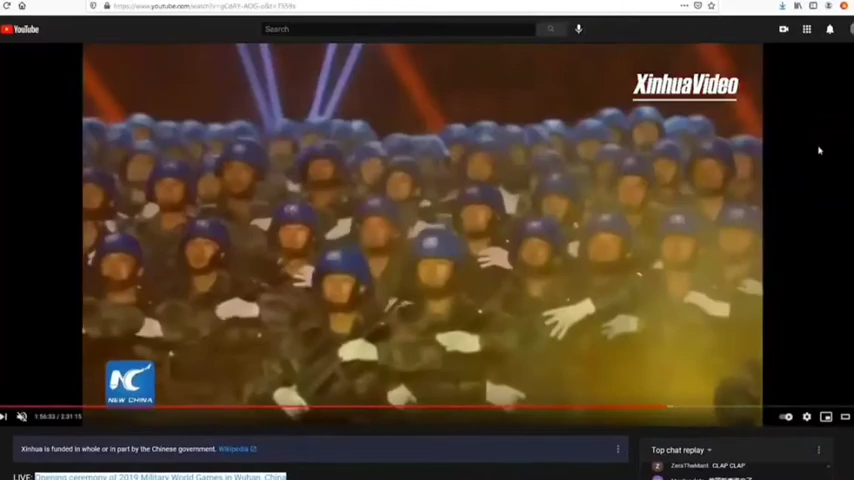 YouTube
Search
XinhuaVideo
NEW CHINA
1:56:33 / 2:31:15
Xinhua is funded in whole or in part by the Chinese government. Wikipedia
Top chat replay
ZeraTheMant CLAP CLAP
LIVE: Opening ceremony of 2019 Military World Games in Wuhan, China